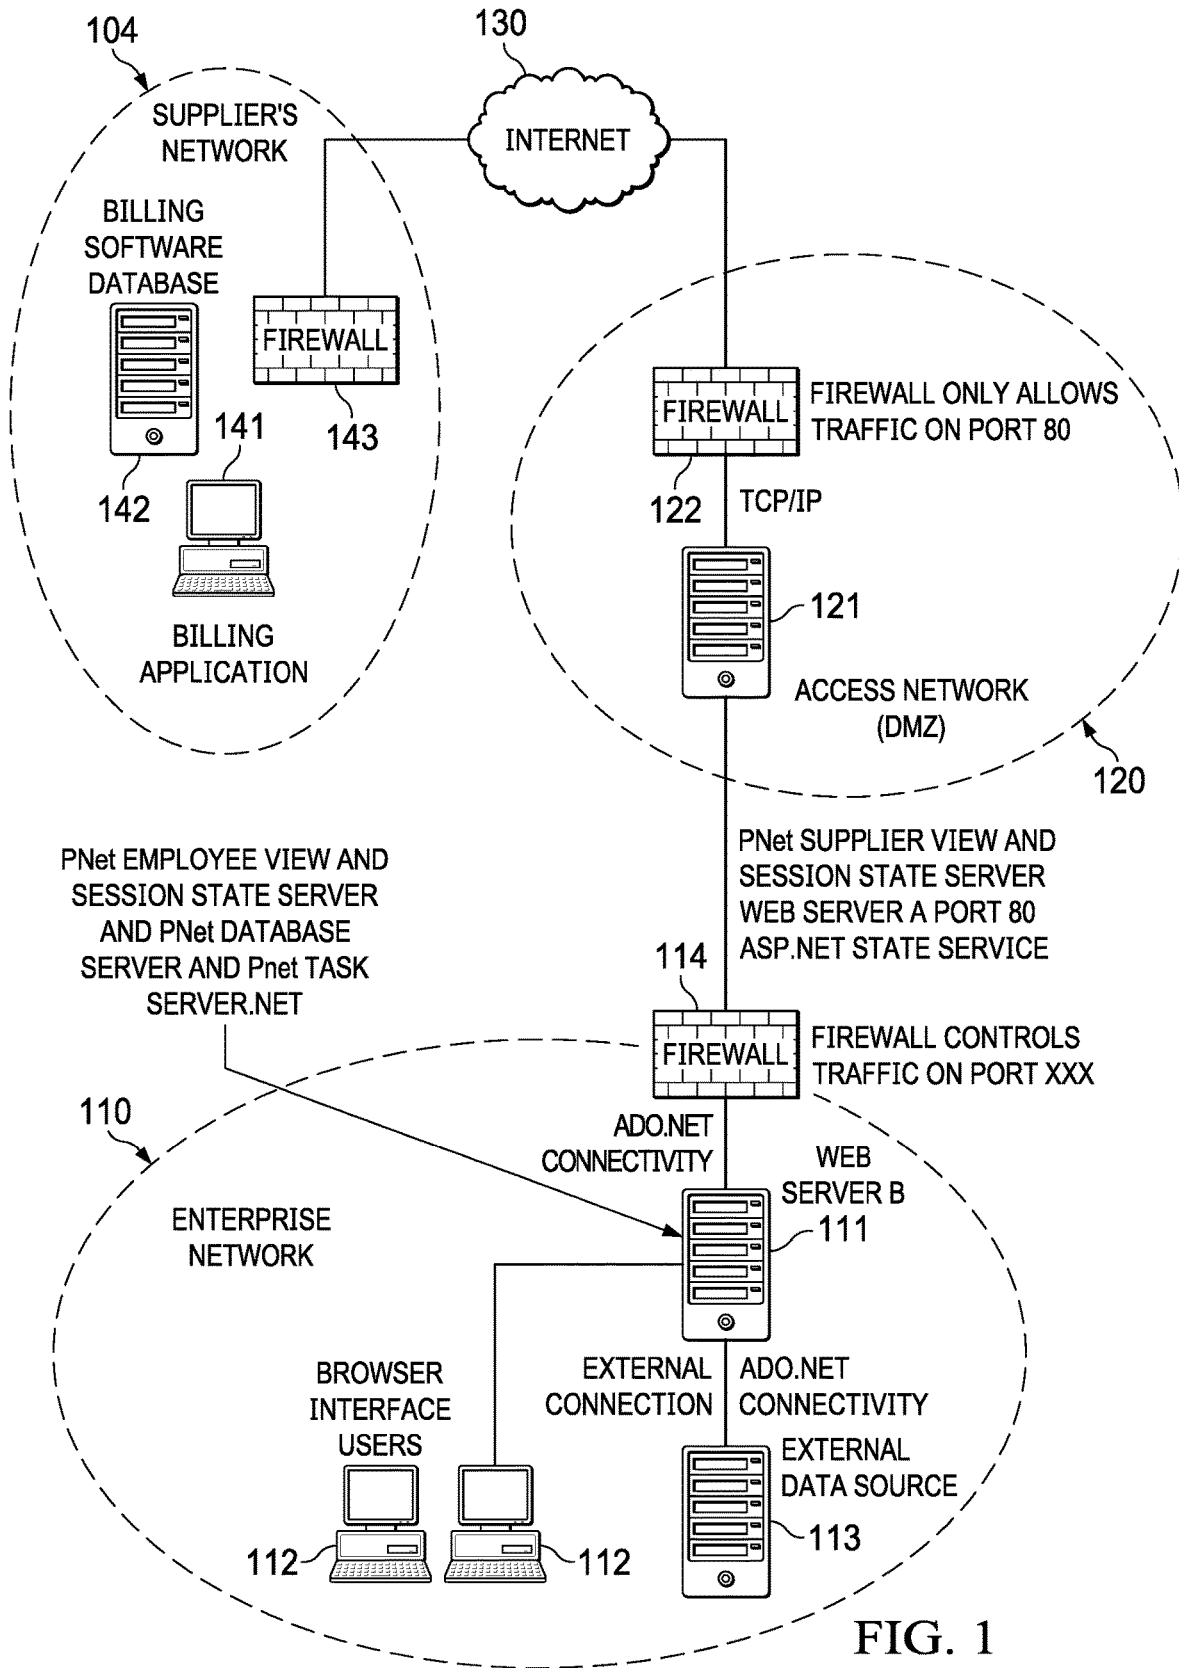 130
104
SUPPLIER'S
NETWORK
INTERNET
BILLING
SOFTWARE
DATABASE
FIREWALL
143
141
142
BILLING
APPLICATION
FIREWALL
FIREWALL ONLY ALLOWS
TRAFFIC ON PORT 80
122
TCP/IP
121
ACCESS NETWORK
(DMZ)
120
PNet EMPLOYEE VIEW AND
SESSION STATE SERVER
AND PNet DATABASE
SERVER AND Pnet TASK
SERVER.NET
PNet SUPPLIER VIEW AND
SESSION STATE SERVER
WEB SERVER A PORT 80
ASP.NET STATE SERVICE
114
FIREWALL
FIREWALL CONTROLS
TRAFFIC ON PORT XXX
110
ADO.NET
CONNECTIVITY
WEB
SERVER B
111
ENTERPRISE
NETWORK
BROWSER
INTERFACE
USERS
EXTERNAL
CONNECTION
ADO.NET
CONNECTIVITY
EXTERNAL
DATA SOURCE
113
112
112
FIG. 1